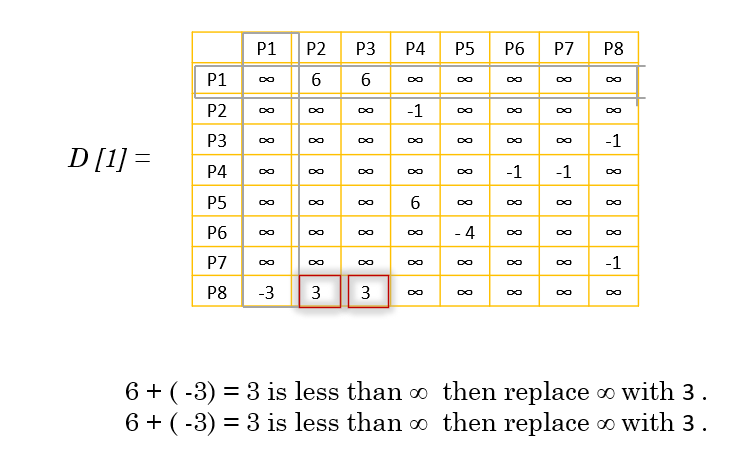 P1 P2 P3 P4 P5 P6 P7 P8
P1 ∞ 6 6 ∞ ∞ ∞ ∞ ∞
P2 ∞ ∞ ∞ -1 ∞ ∞ ∞ ∞
P3 ∞ ∞ ∞ ∞ ∞ ∞ ∞ -1
D [1] =
P4 ∞ ∞ ∞ ∞ ∞ -1 -1 ∞
P5 ∞ ∞ ∞ 6 ∞ ∞ ∞ ∞
P6 ∞ ∞ ∞ ∞ - 4 ∞ ∞ ∞
P7 ∞ ∞ ∞ ∞ ∞ ∞ ∞ -1
P8 -3 3 3 ∞ ∞ ∞ ∞ ∞
6 + ( -3) = 3 is less than ∞ then replace ∞ with 3 .
6 + ( -3) = 3 is less than ∞ then replace ∞ with 3 .